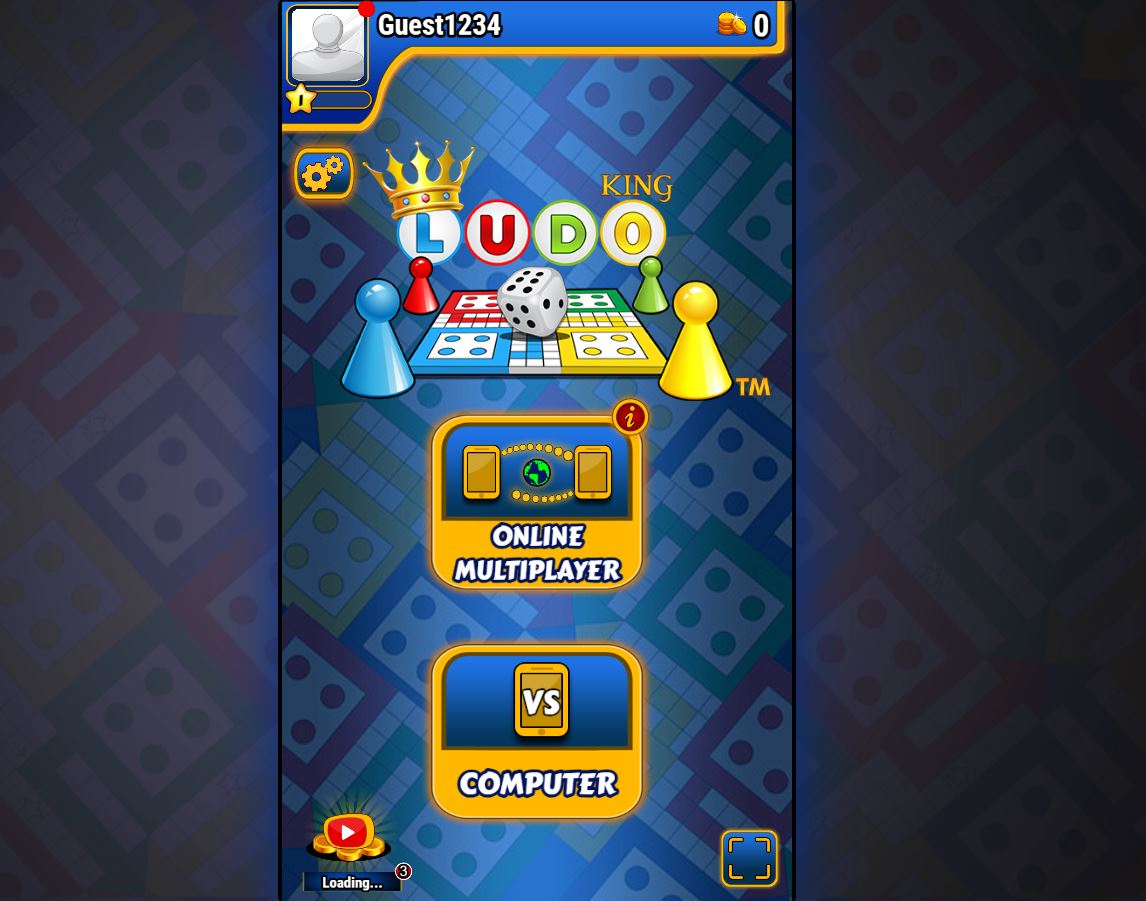 Guest1234
0
1
KING
LUDO
TM
i
ONLINE
MULTIPLAYER
VS
COMPUTER
3
Loading...